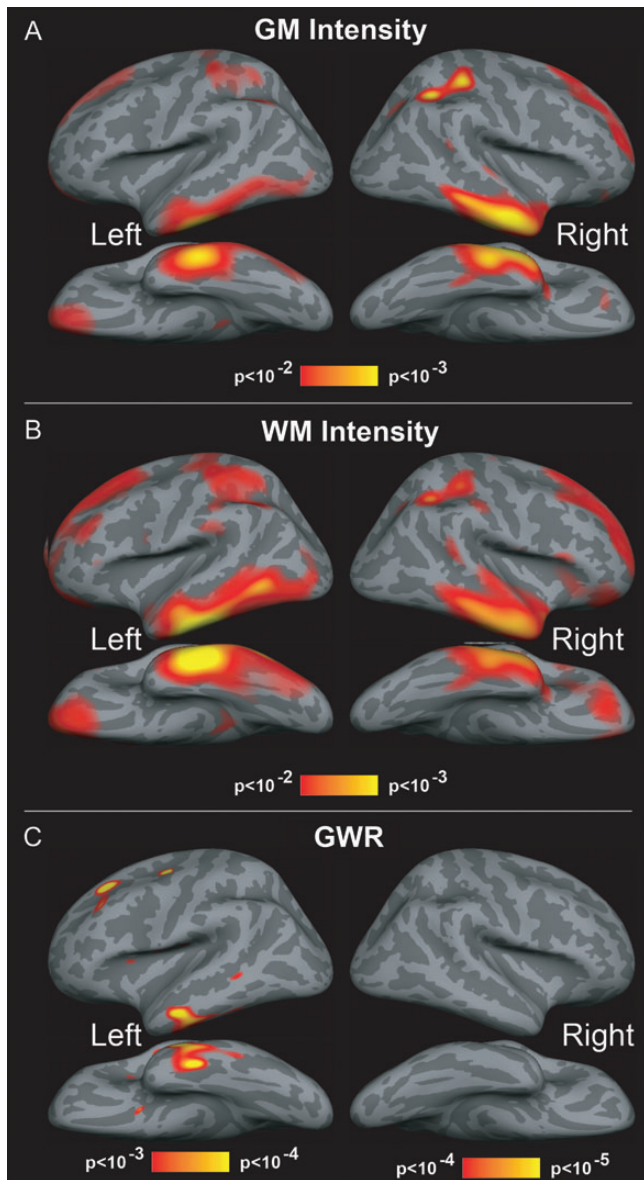 A GM Intensity
Left Right
p<10⁻² p<10⁻³
B WM Intensity
Left Right
p<10⁻² p<10⁻³
C GWR
Left Right
p<10⁻³ p<10⁻⁴ p<10⁻⁴ p<10⁻⁵